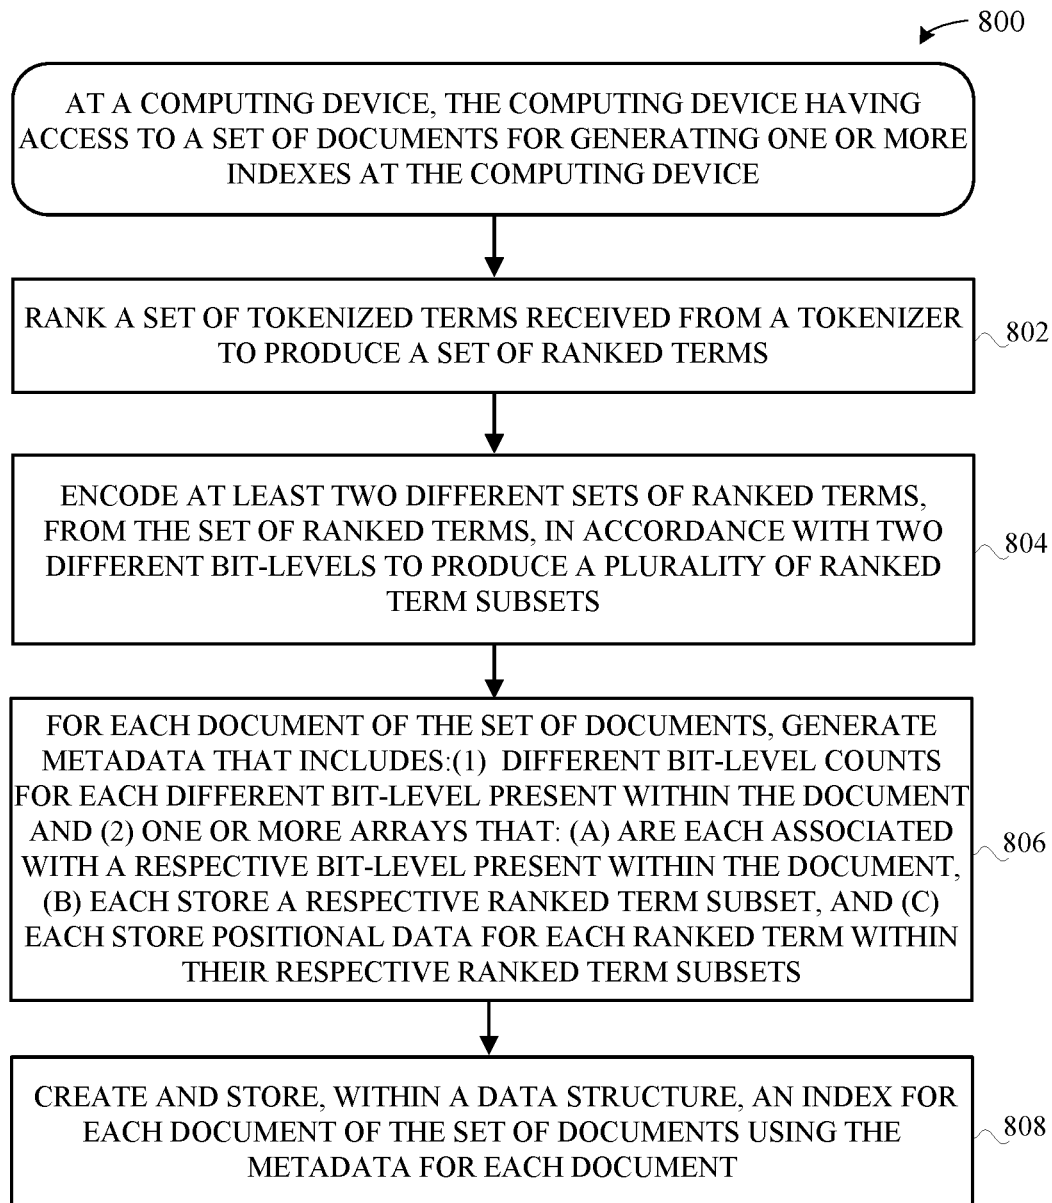 800
AT A COMPUTING DEVICE, THE COMPUTING DEVICE HAVING
ACCESS TO A SET OF DOCUMENTS FOR GENERATING ONE OR MORE
INDEXES AT THE COMPUTING DEVICE
RANK A SET OF TOKENIZED TERMS RECEIVED FROM A TOKENIZER
TO PRODUCE A SET OF RANKED TERMS
802
ENCODE AT LEAST TWO DIFFERENT SETS OF RANKED TERMS,
FROM THE SET OF RANKED TERMS, IN ACCORDANCE WITH TWO
DIFFERENT BIT-LEVELS TO PRODUCE A PLURALITY OF RANKED
TERM SUBSETS
804
FOR EACH DOCUMENT OF THE SET OF DOCUMENTS, GENERATE
METADATA THAT INCLUDES:(1) DIFFERENT BIT-LEVEL COUNTS
FOR EACH DIFFERENT BIT-LEVEL PRESENT WITHIN THE DOCUMENT
AND (2) ONE OR MORE ARRAYS THAT: (A) ARE EACH ASSOCIATED
WITH A RESPECTIVE BIT-LEVEL PRESENT WITHIN THE DOCUMENT,
(B) EACH STORE A RESPECTIVE RANKED TERM SUBSET, AND (C)
EACH STORE POSITIONAL DATA FOR EACH RANKED TERM WITHIN
THEIR RESPECTIVE RANKED TERM SUBSETS
806
CREATE AND STORE, WITHIN A DATA STRUCTURE, AN INDEX FOR
EACH DOCUMENT OF THE SET OF DOCUMENTS USING THE
METADATA FOR EACH DOCUMENT
808